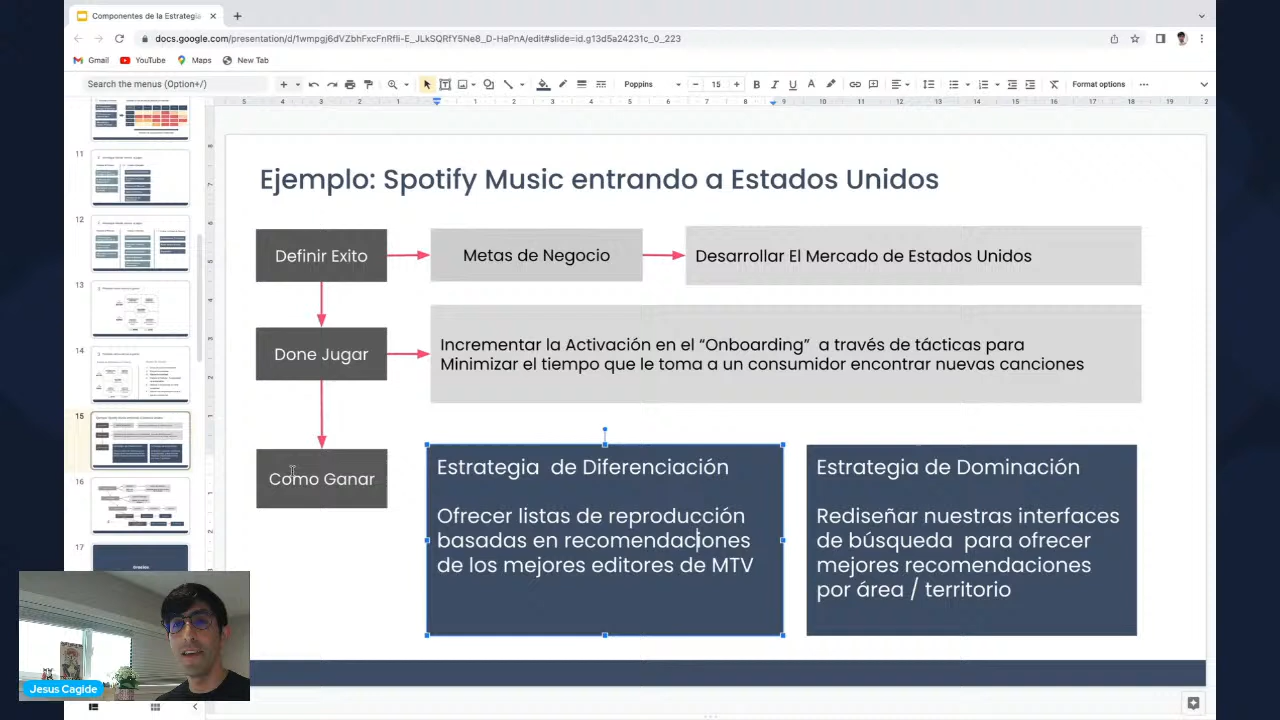 Componentes de la Estrategia
docs.google.com/presentation/d/1wmpgj6dVZbhFxcFnRfli-E_JLkSQRfY5Ne8_D-HaPnA/edit#slide=id.g13d5a24231c_0_223
Gmail
YouTube
Maps
New Tab
Search the menus (Option+/)
Poppins
15
Format options
11
12
13
14
15
16
17
Ejemplo: Spotify Music entrando a Estados Unidos
Definir Exito
Metas de Negocio
Desarrollar El Mercado de Estados Unidos
Done Jugar
Incrementar la Activación en el “Onboarding” a través de tácticas para
Minimizar el tiempo que le toma a un consumidor encontrar nuevas canciones
Como Ganar
Estrategia de Diferenciación
Ofrecer listas de reproducción
basadas en recomendaciones
de los mejores editores de MTV
Estrategia de Dominación
Rediseñar nuestras interfaces
de búsqueda para ofrecer
mejores recomendaciones
por área / territorio
Jesus Cagide